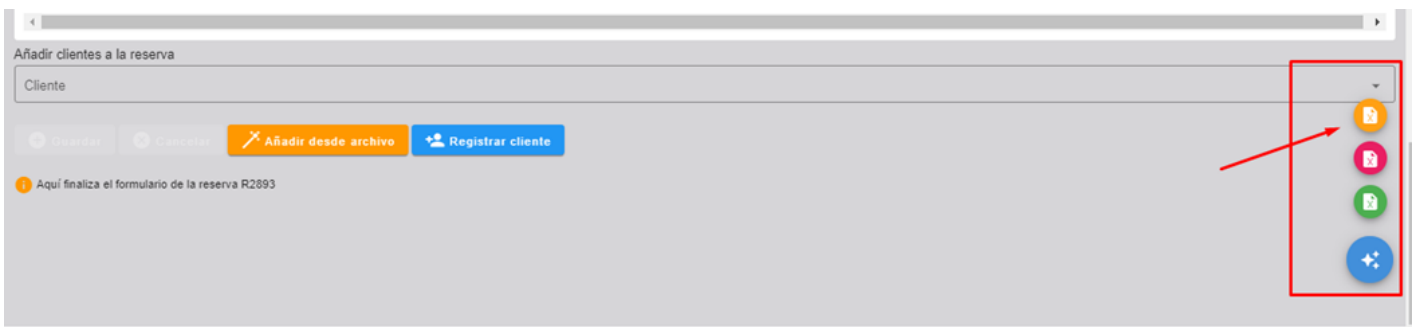 Añadir clientes a la reserva
Cliente
Guardar Cancelar Añadir desde archivo Registrar cliente
Aquí finaliza el formulario de la reserva R2893